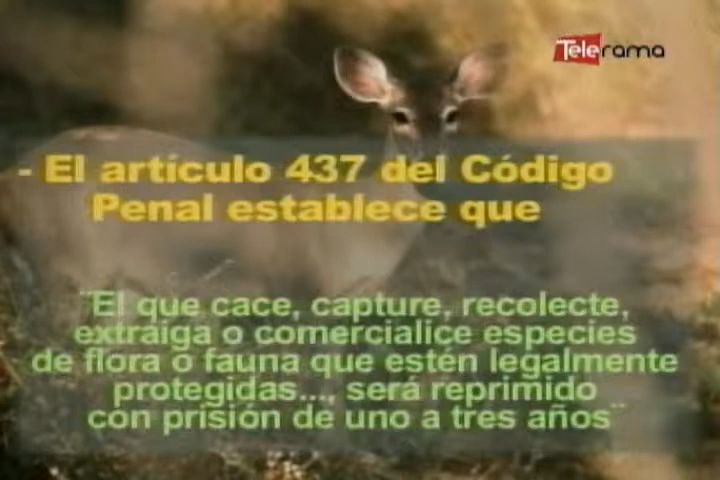 Telerama
- El artículo 437 del Código
Penal establece que
¨El que cace, capture, recolecte,
extraiga o comercialice especies
de flora o fauna que estén legalmente
protegidas..., será reprimido
con prisión de uno a tres años¨